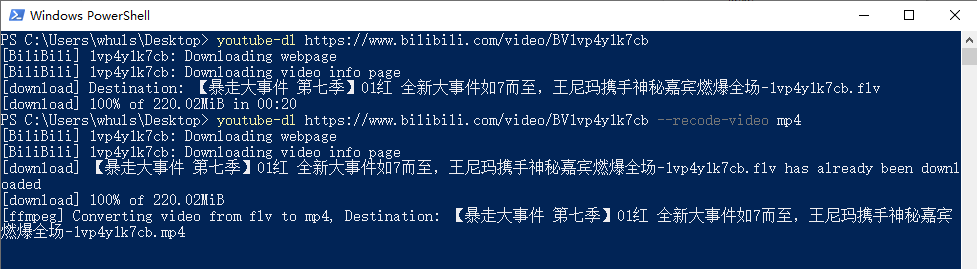 Windows PowerShell
PS C:\Users\whuls\Desktop> youtube-dl https://www.bilibili.com/video/BV1vp4y1k7cb
[BiliBili] 1vp4y1k7cb: Downloading webpage
[BiliBili] 1vp4y1k7cb: Downloading video info page
[download] Destination: 【暴走大事件 第七季】01红 全新大事件如7而至，王尼玛携手神秘嘉宾燃爆全场-1vp4y1k7cb.flv
[download] 100% of 220.02MiB in 00:20
PS C:\Users\whuls\Desktop> youtube-dl https://www.bilibili.com/video/BV1vp4y1k7cb --recode-video mp4
[BiliBili] 1vp4y1k7cb: Downloading webpage
[BiliBili] 1vp4y1k7cb: Downloading video info page
[download] 【暴走大事件 第七季】01红 全新大事件如7而至，王尼玛携手神秘嘉宾燃爆全场-1vp4y1k7cb.flv has already been downl
oaded
[download] 100% of 220.02MiB
[ffmpeg] Converting video from flv to mp4, Destination: 【暴走大事件 第七季】01红 全新大事件如7而至，王尼玛携手神秘嘉宾
燃爆全场-1vp4y1k7cb.mp4